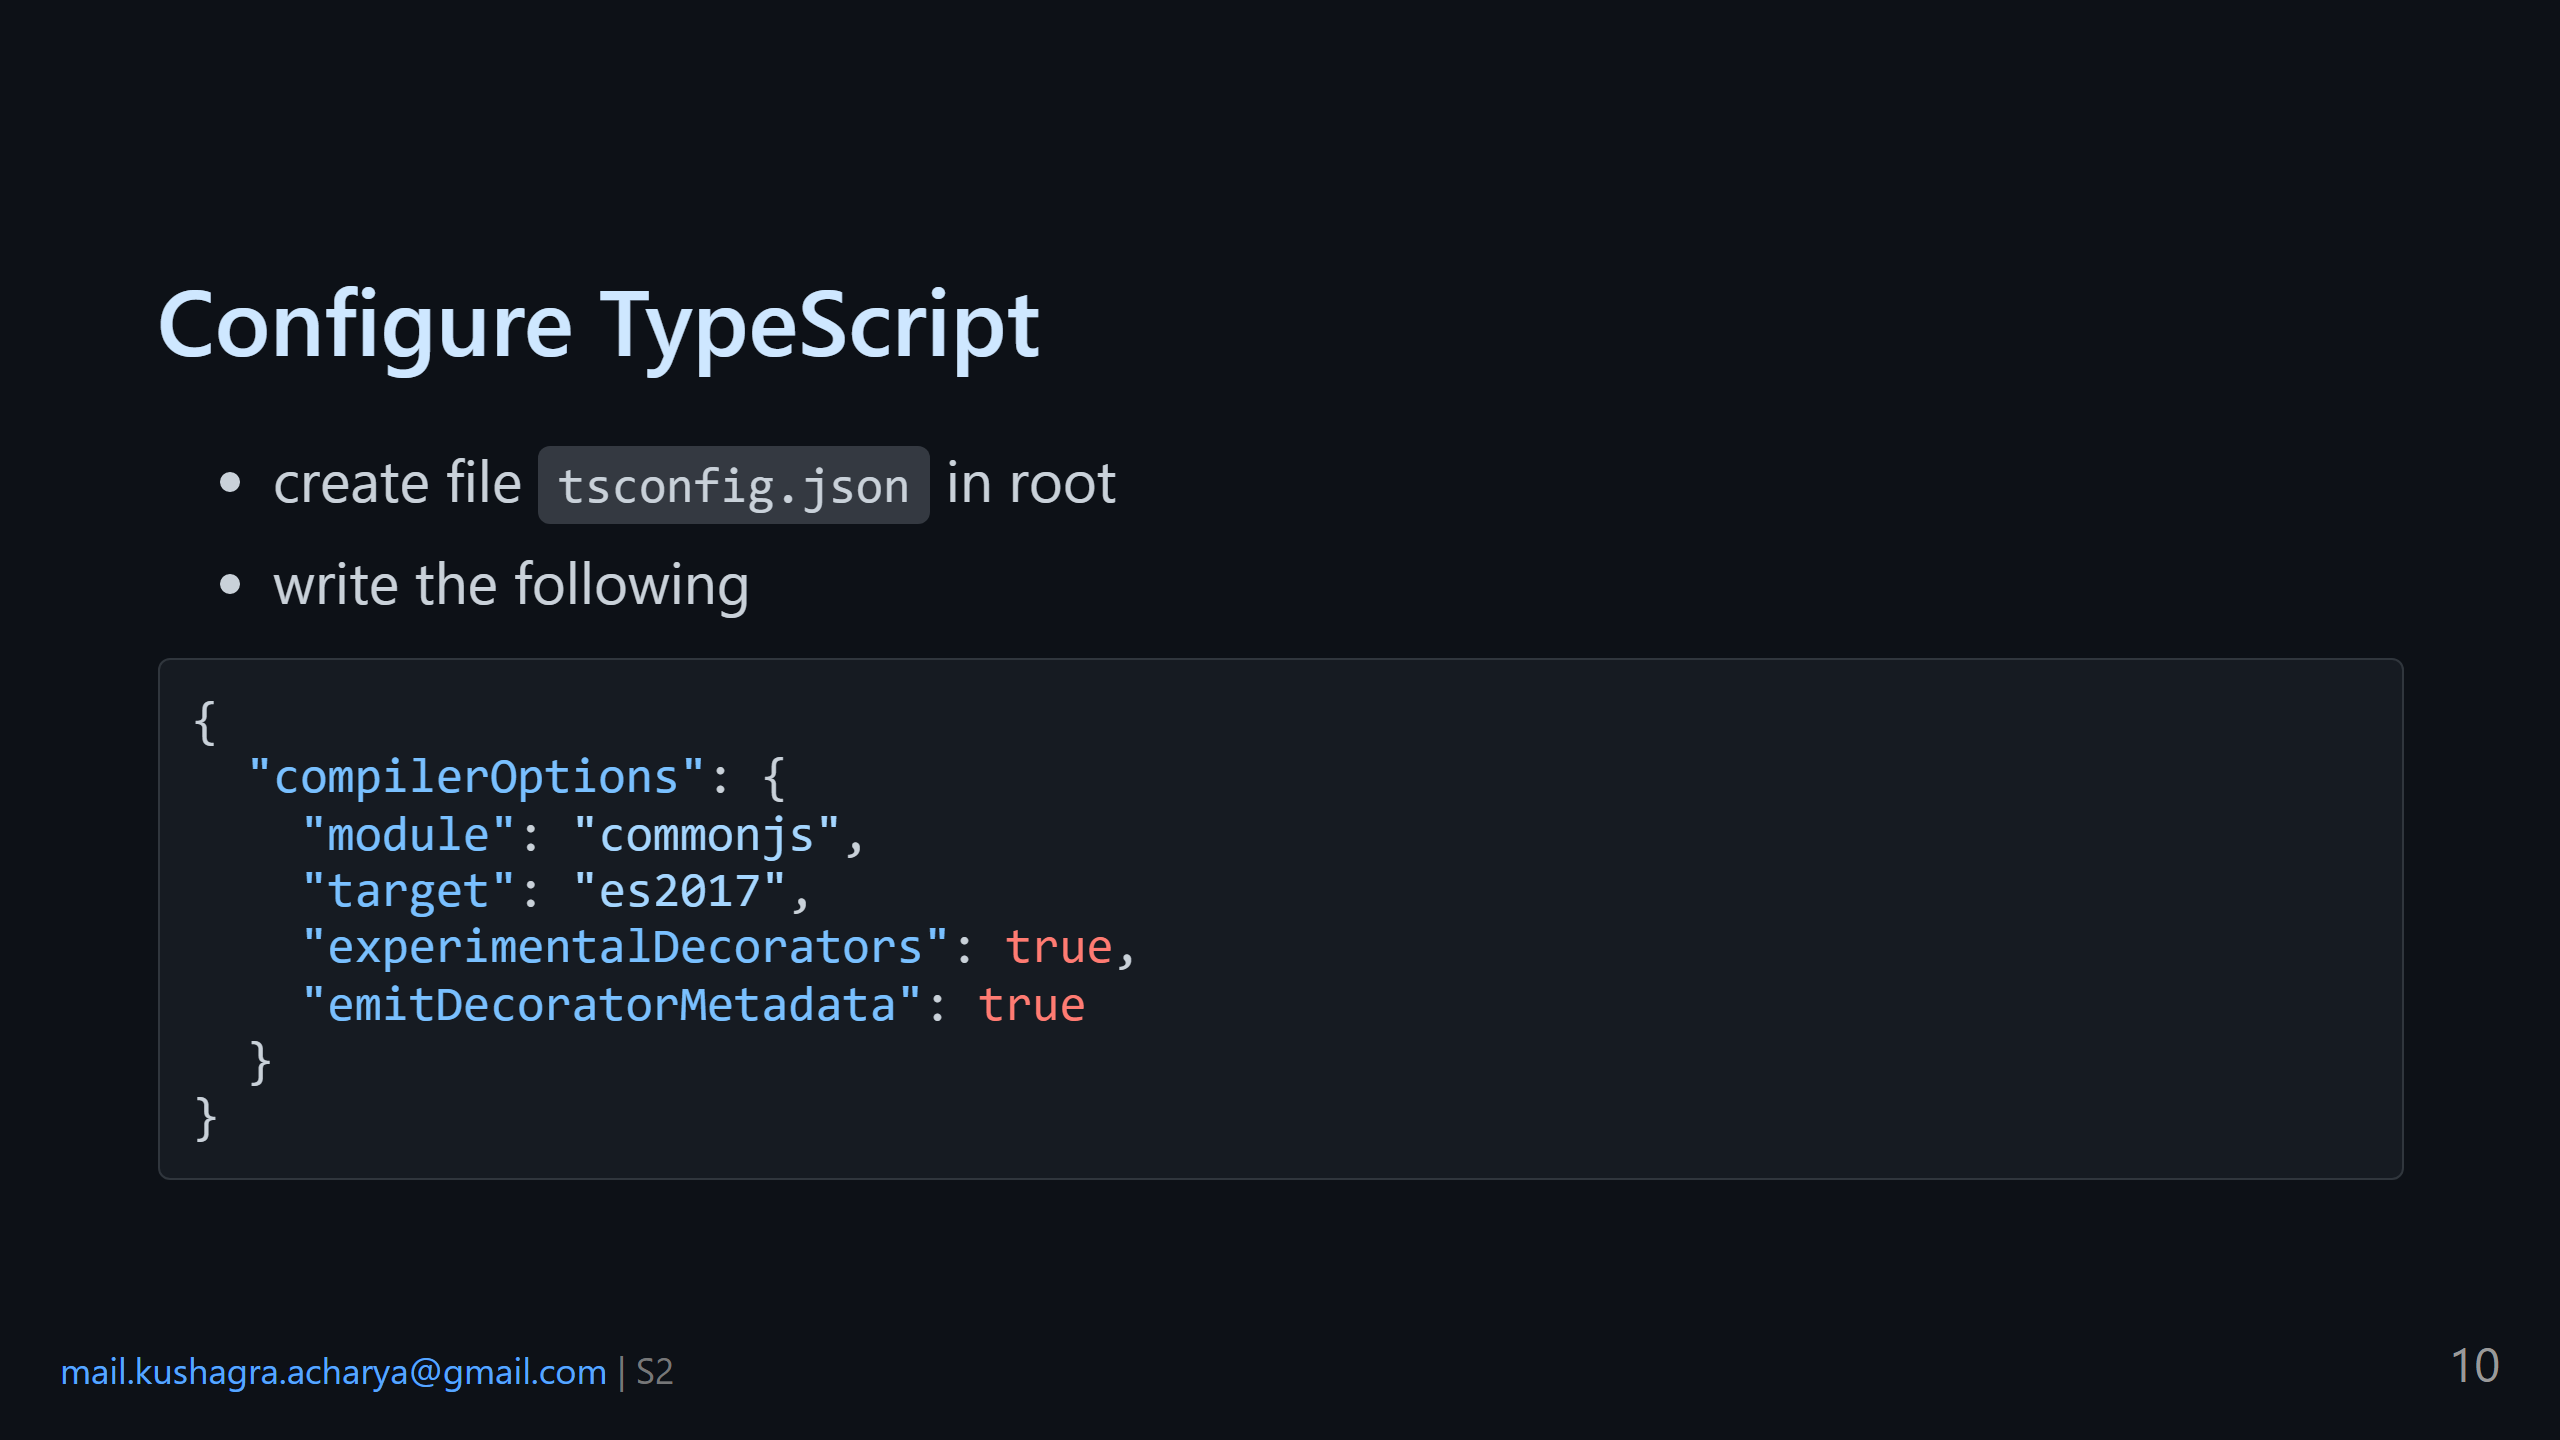 Configure TypeScript
• create file tsconfig.json in root
• write the following
{
  "compilerOptions": {
    "module": "commonjs",
    "target": "es2017",
    "experimentalDecorators": true,
    "emitDecoratorMetadata": true
  }
}
mail.kushagra.acharya@gmail.com | S2
10